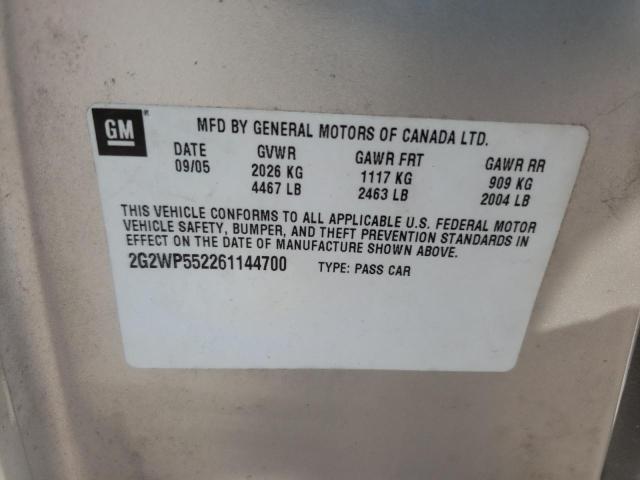 GM
MFD BY GENERAL MOTORS OF CANADA LTD.
DATE GVWR GAWR FRT GAWR RR
09/05 2026 KG 1117 KG 909 KG
4467 LB 2463 LB 2004 LB
THIS VEHICLE CONFORMS TO ALL APPLICABLE U.S. FEDERAL MOTOR
VEHICLE SAFETY, BUMPER, AND THEFT PREVENTION STANDARDS IN
EFFECT ON THE DATE OF MANUFACTURE SHOWN ABOVE.
2G2WP552261144700 TYPE: PASS CAR